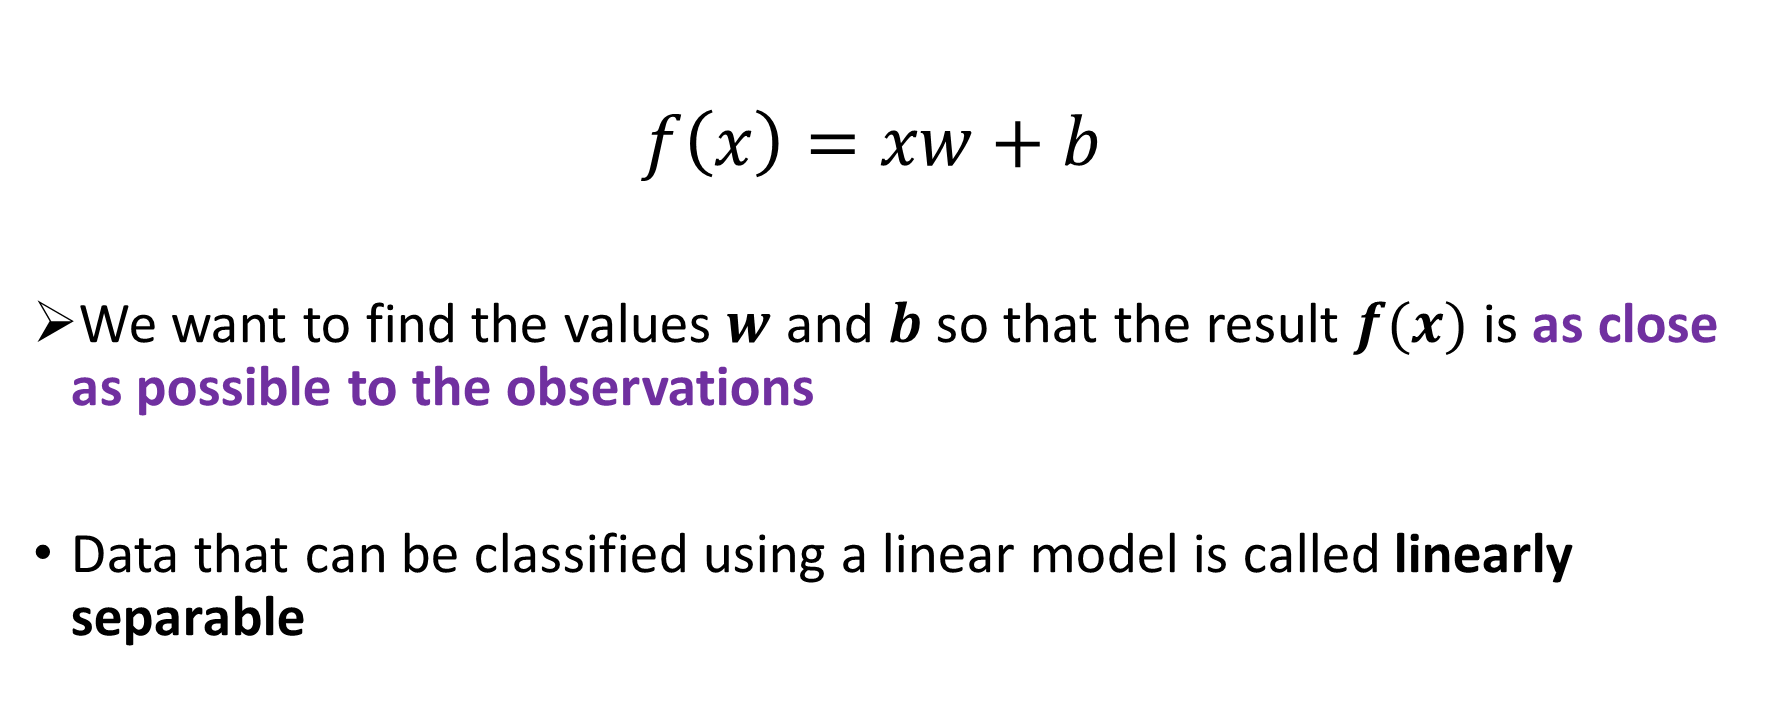 f(x) = xw + b
➢We want to find the values w and b so that the result f(x) is as close
as possible to the observations
• Data that can be classified using a linear model is called linearly
separable